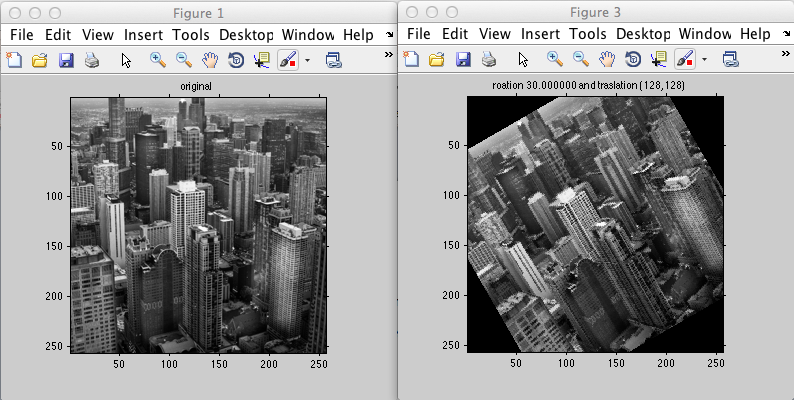 Figure 1
File Edit View Insert Tools Desktop Window Help
original
50
100
150
200
250
50 100 150 200 250
Figure 3
File Edit View Insert Tools Desktop Window Help
roation 30.000000 and traslation (128,128)
50
100
150
200
250
50 100 150 200 250